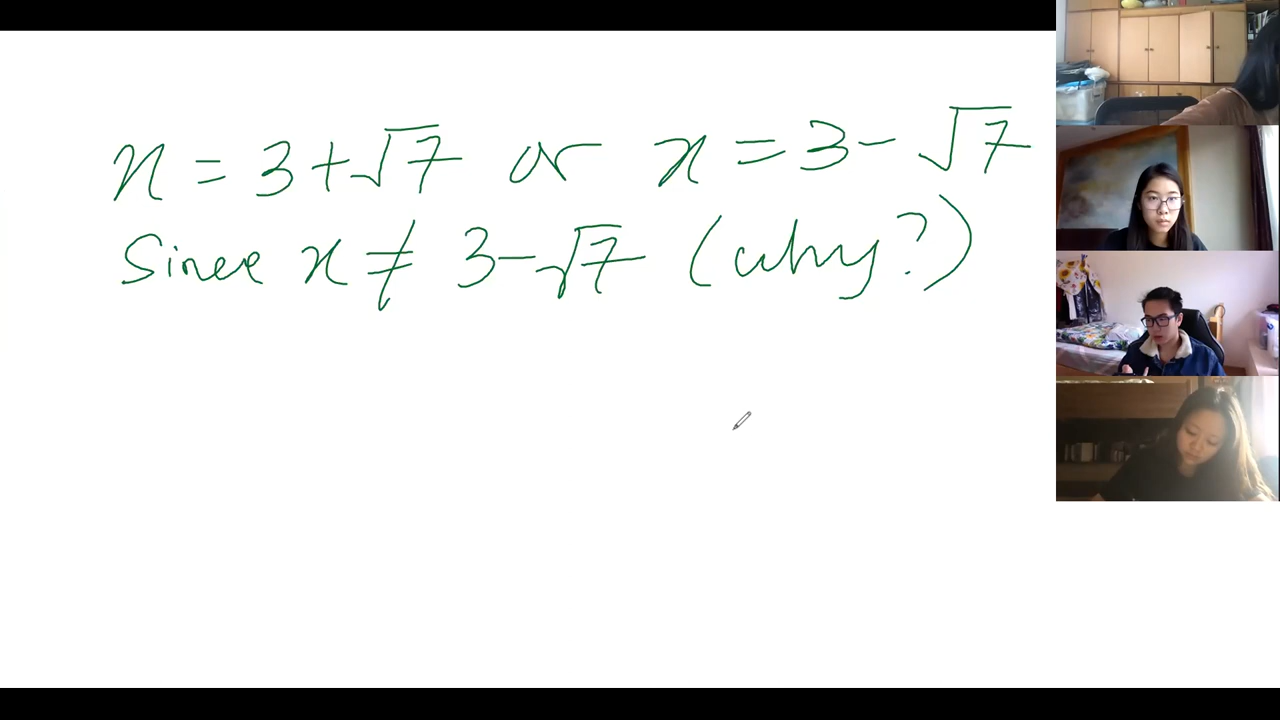 x = 3 + √7 or x = 3 - √7
Since x ≠ 3 - √7 (why?)